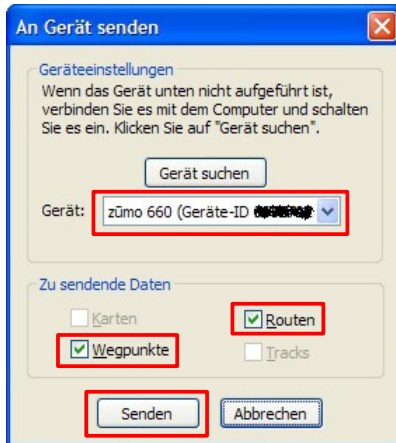 An Gerät senden
Geräteeinstellungen
Wenn das Gerät unten nicht aufgeführt ist,
verbinden Sie es mit dem Computer und schalten
Sie es ein. Klicken Sie auf "Gerät suchen".
Gerät suchen
Gerät: zūmo 660 (Geräte-ID
Zu sendende Daten
Karten Routen
Wegpunkte Tracks
Senden Abbrechen